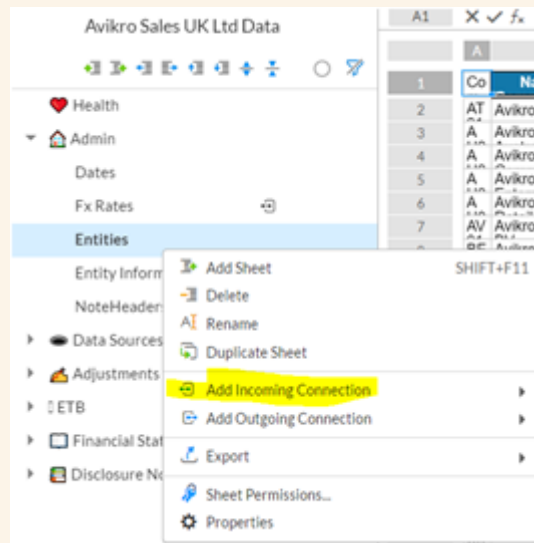 Avikro Sales UK Ltd Data
A1
fx
A
Health
1
Co
Na
Admin
2
AT
Avikro
Dates
3
A
Avikro
4
A
Avikro
Fx Rates
5
A
Avikro
6
A
Avikro
Entities
7
AV
Avikro
Entity Inform
NoteHeader
Data Sources
Adjustments
ETB
Financial Stat
Disclosure No
Add Sheet
SHIFT+F11
Delete
Rename
Duplicate Sheet
Add Incoming Connection
Add Outgoing Connection
Export
Sheet Permissions...
Properties